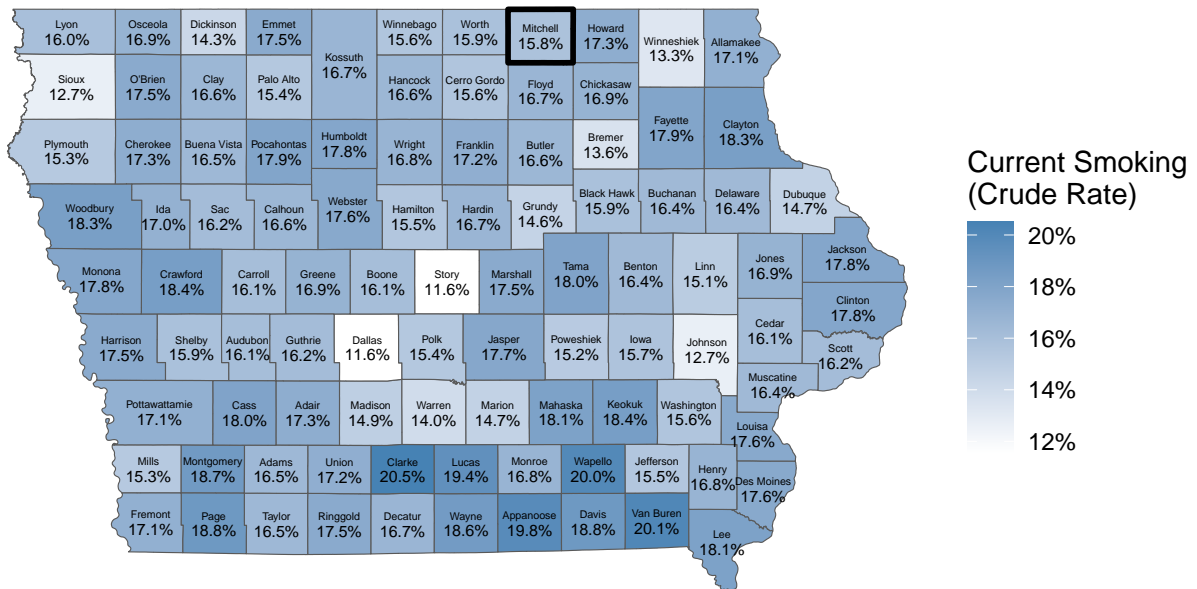 Lyon
16.0%
Osceola
16.9%
Dickinson
14.3%
Emmet
17.5%
Kossuth
16.7%
Winnebago
15.6%
Worth
15.9%
Mitchell
15.8%
Howard
17.3%
Winneshiek
13.3%
Allamakee
17.1%
Sioux
12.7%
O'Brien
17.5%
Clay
16.6%
Palo Alto
15.4%
Hancock
16.6%
Cerro Gordo
15.6%
Floyd
16.7%
Chickasaw
16.9%
Plymouth
15.3%
Cherokee
17.3%
Buena Vista
16.5%
Pocahontas
17.9%
Humboldt
17.8%
Wright
16.8%
Franklin
17.2%
Butler
16.6%
Bremer
13.6%
Fayette
17.9%
Clayton
18.3%
Woodbury
18.3%
Ida
17.0%
Sac
16.2%
Calhoun
16.6%
Webster
17.6%
Hamilton
15.5%
Hardin
16.7%
Grundy
14.6%
Black Hawk
15.9%
Buchanan
16.4%
Delaware
16.4%
Dubuque
14.7%
Monona
17.8%
Crawford
18.4%
Carroll
16.1%
Greene
16.9%
Boone
16.1%
Story
11.6%
Marshall
17.5%
Tama
18.0%
Benton
16.4%
Linn
15.1%
Jones
16.9%
Jackson
17.8%
Clinton
17.8%
Harrison
17.5%
Shelby
15.9%
Audubon
16.1%
Guthrie
16.2%
Dallas
11.6%
Polk
15.4%
Jasper
17.7%
Poweshiek
15.2%
Iowa
15.7%
Johnson
12.7%
Cedar
16.1%
Scott
16.2%
Muscatine
16.4%
Pottawattamie
17.1%
Cass
18.0%
Adair
17.3%
Madison
14.9%
Warren
14.0%
Marion
14.7%
Mahaska
18.1%
Keokuk
18.4%
Washington
15.6%
Louisa
17.6%
Mills
15.3%
Montgomery
18.7%
Adams
16.5%
Union
17.2%
Clarke
20.5%
Lucas
19.4%
Monroe
16.8%
Wapello
20.0%
Jefferson
15.5%
Henry
16.8%
Des Moines
17.6%
Fremont
17.1%
Page
18.8%
Taylor
16.5%
Ringgold
17.5%
Decatur
16.7%
Wayne
18.6%
Appanoose
19.8%
Davis
18.8%
Van Buren
20.1%
Lee
18.1%
Current Smoking
(Crude Rate)
20%
18%
16%
14%
12%